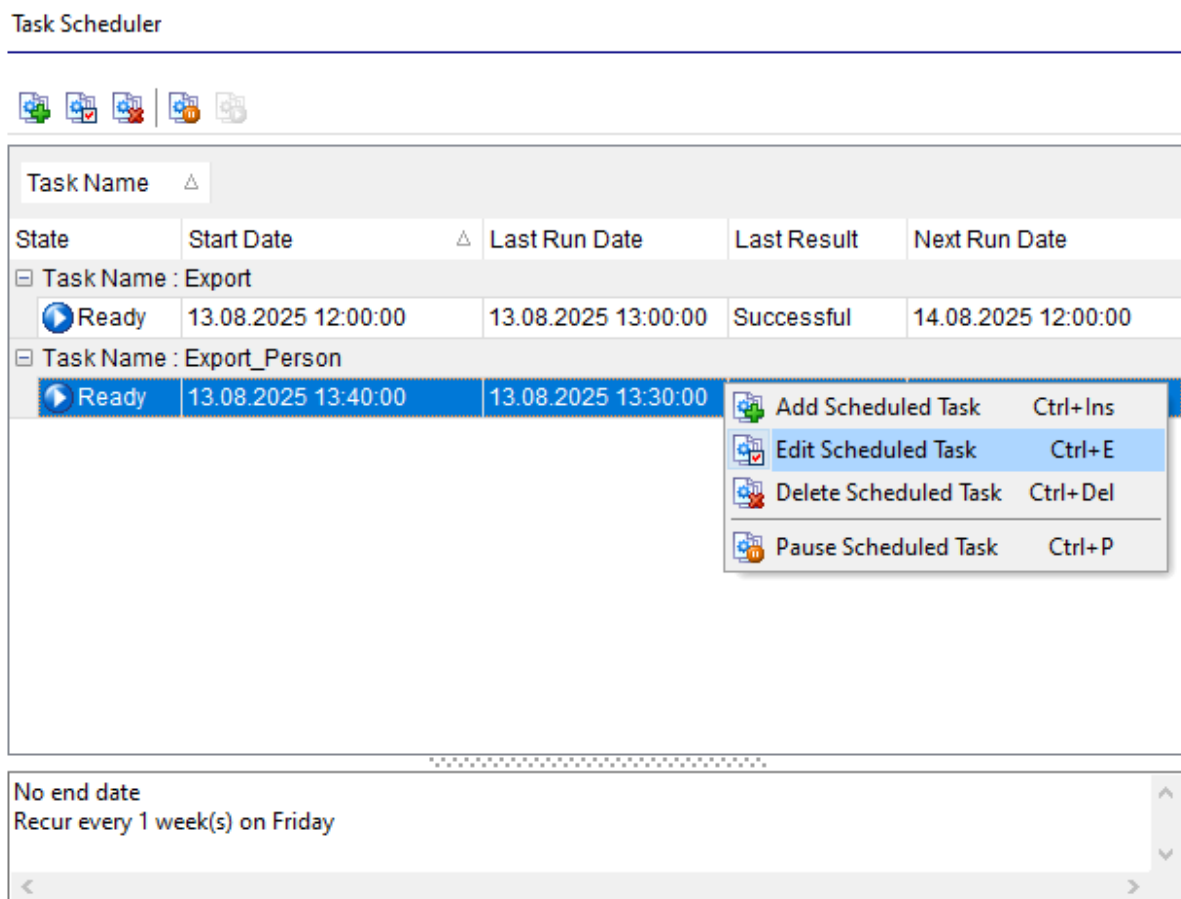 Task Scheduler
Task Name
State Start Date Last Run Date Last Result Next Run Date
Task Name : Export
Ready 13.08.2025 12:00:00 13.08.2025 13:00:00 Successful 14.08.2025 12:00:00
Task Name : Export_Person
Ready 13.08.2025 13:40:00 13.08.2025 13:30:00
Add Scheduled Task Ctrl+Ins
Edit Scheduled Task Ctrl+E
Delete Scheduled Task Ctrl+Del
Pause Scheduled Task Ctrl+P
No end date
Recur every 1 week(s) on Friday